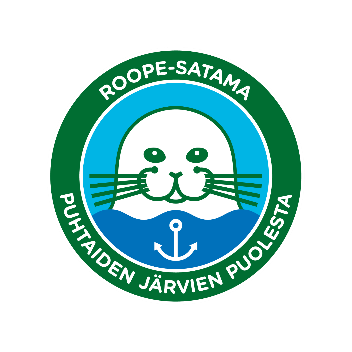 ROOPE-SATAMA
PUHTAIDEN JÄRVIEN PUOLESTA